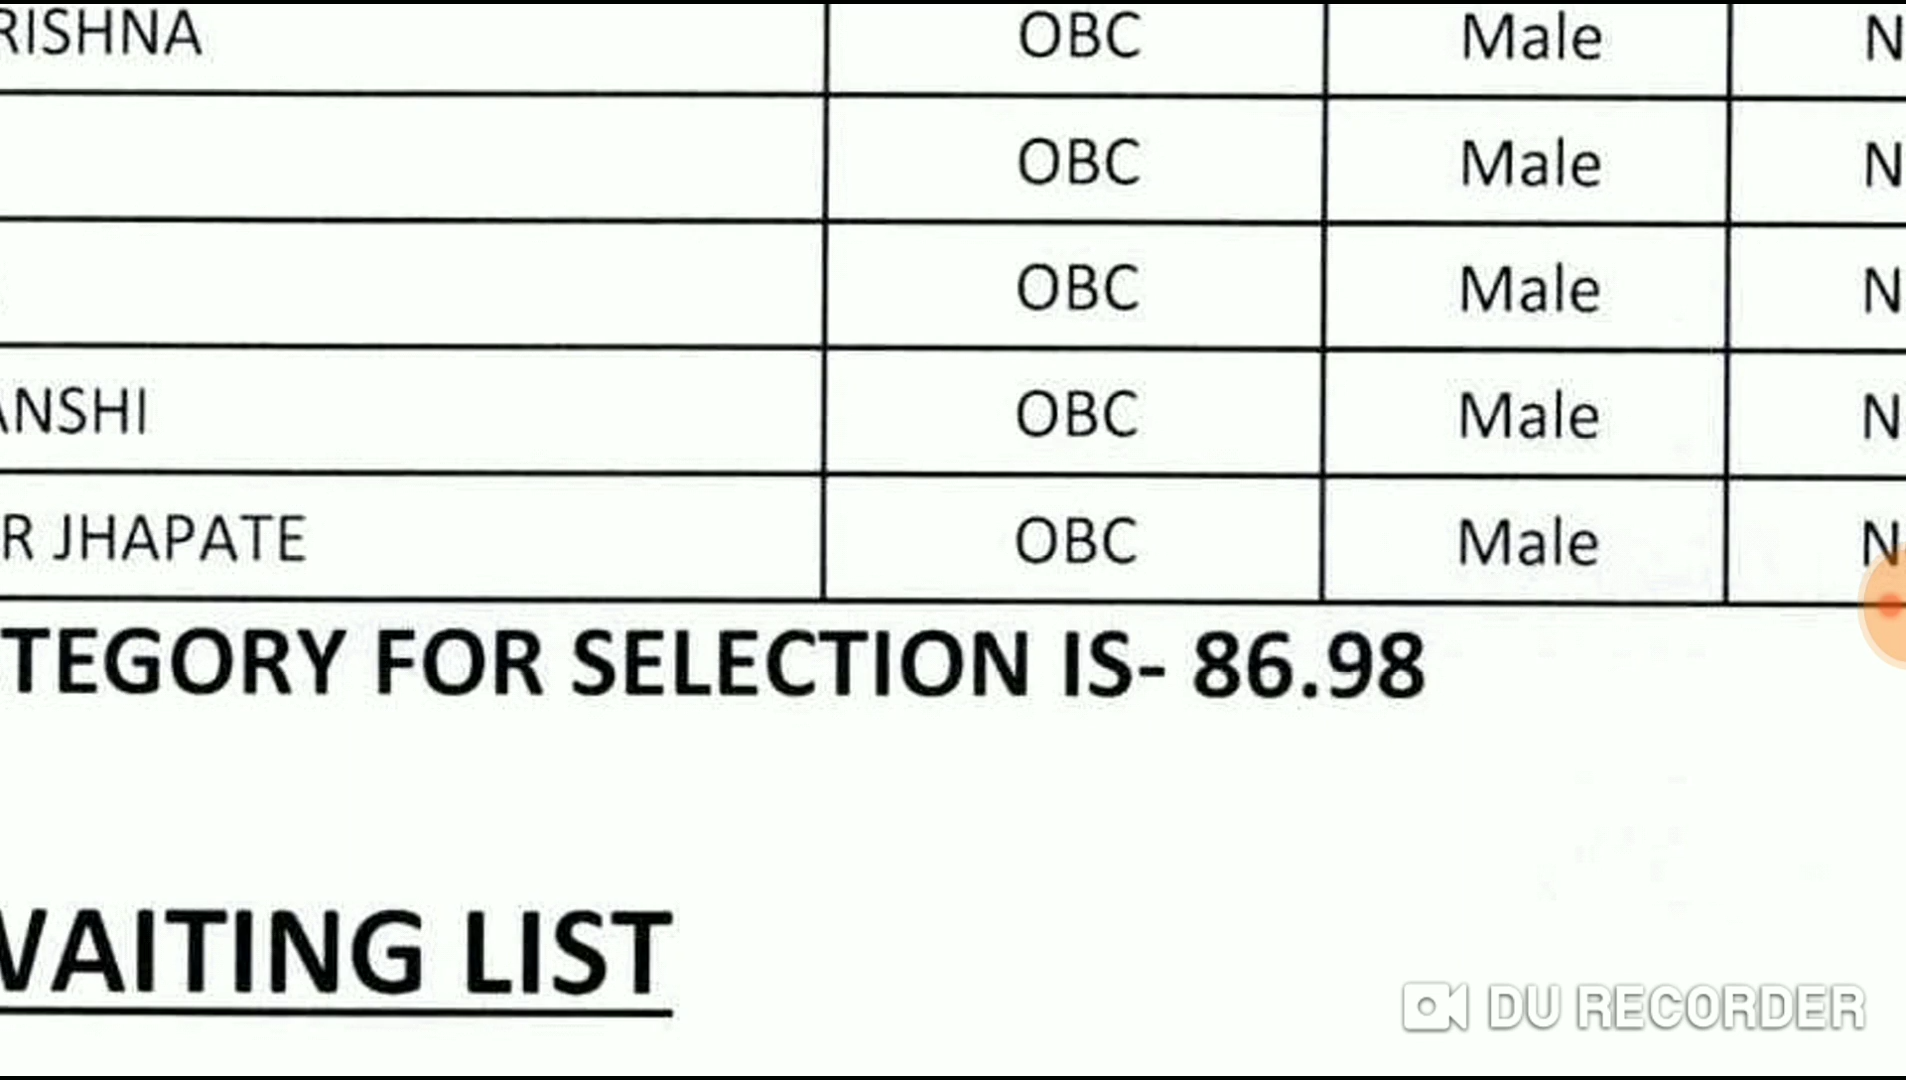 RISHNA OBC Male N
OBC Male N
OBC Male N
ANSHI OBC Male N
R JHAPATE OBC Male N
TEGORY FOR SELECTION IS- 86.98
WAITING LIST
DU RECORDER